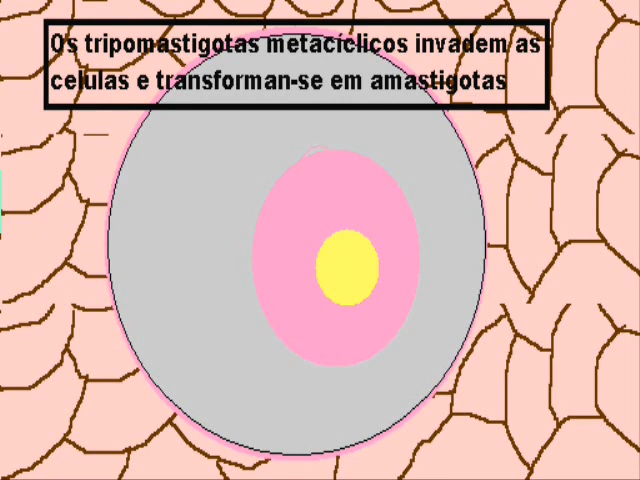 Os tripomastigotas metacíclicos invadem as
celulas e transforman-se em amastigotas